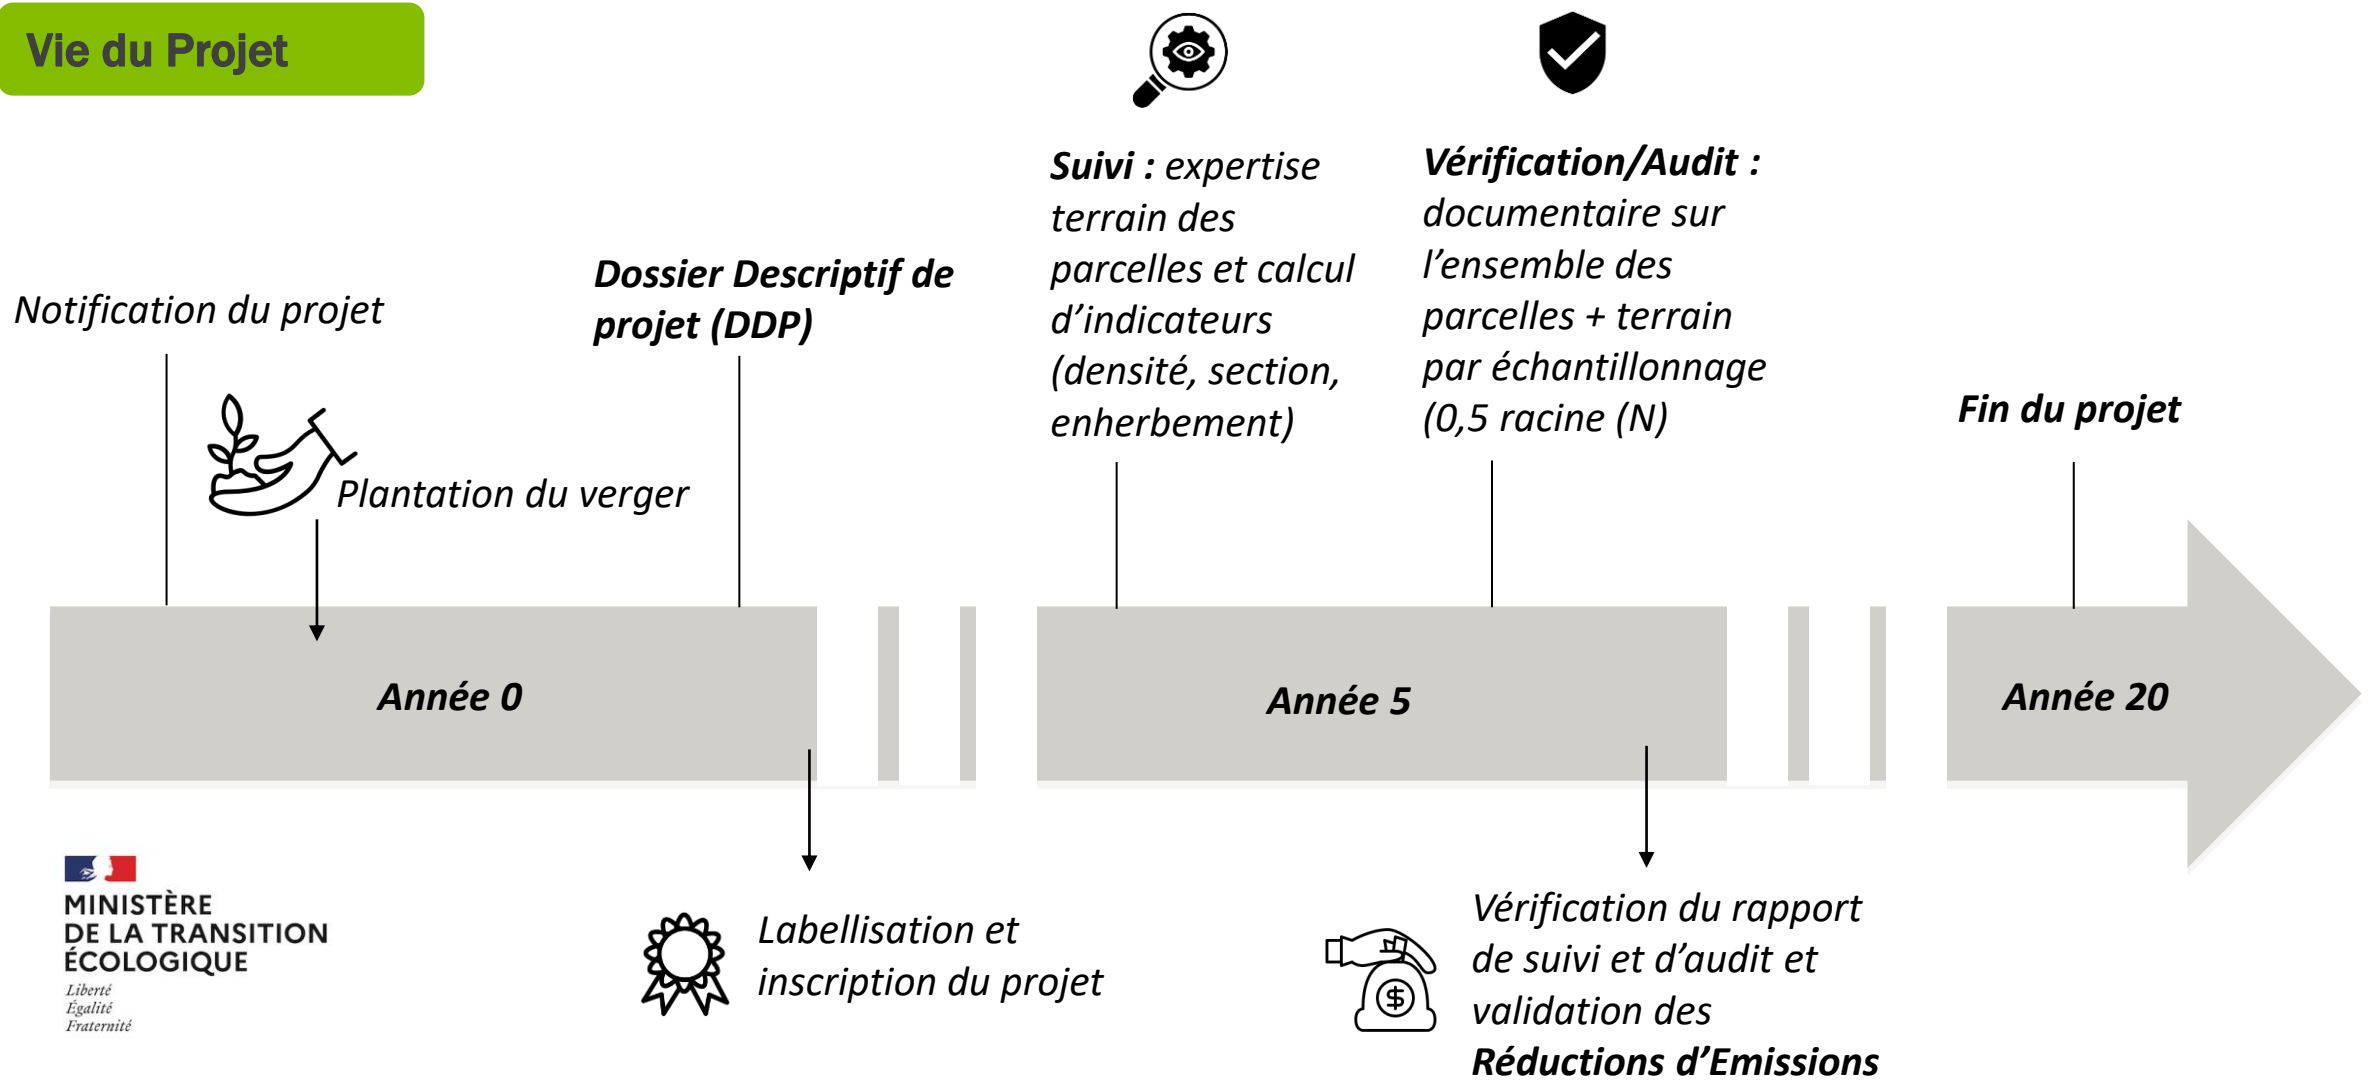 Vie du Projet
Notification du projet
Plantation du verger
Dossier Descriptif de
projet (DDP)
Suivi : expertise
terrain des
parcelles et calcul
d'indicateurs
(densité, section,
enherbement)
Vérification/Audit :
documentaire sur
l'ensemble des
parcelles + terrain
par échantillonnage
(0,5 racine (N)
Fin du projet
Année 0
Année 5
Année 20
MINISTÈRE
DE LA TRANSITION
ÉCOLOGIQUE
Liberté
Égalité
Fraternité
Labellisation et
inscription du projet
$
Vérification du rapport
de suivi et d'audit et
validation des
Réductions d'Emissions